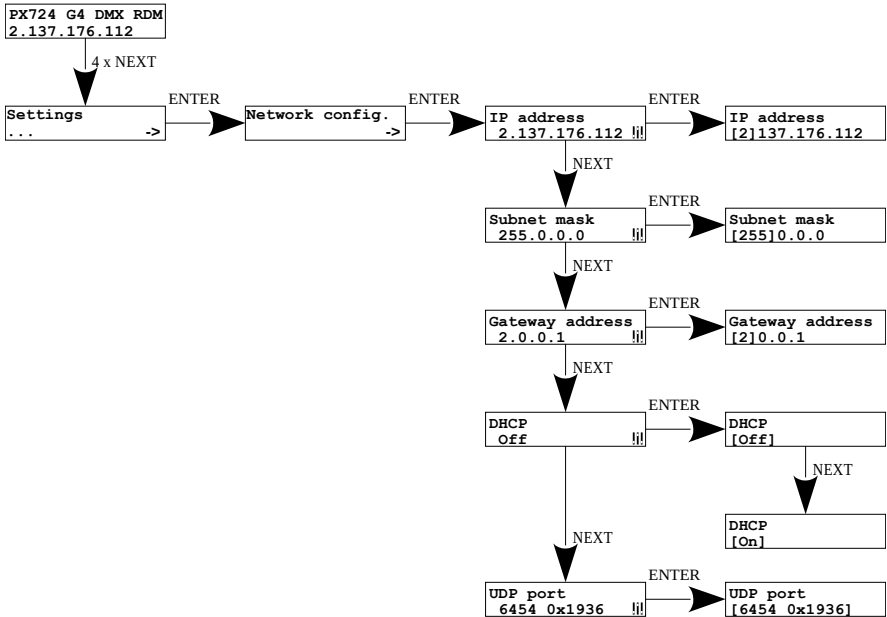 PX724 G4 DMX RDM
2.137.176.112
4 x NEXT
ENTER
ENTER
ENTER
Settings
... ->
Network config.
->
IP address
2.137.176.112 !i!
IP address
[2]137.176.112
NEXT
ENTER
Subnet mask
255.0.0.0 !i!
Subnet mask
[255]0.0.0
NEXT
ENTER
Gateway address
2.0.0.1 !i!
Gateway address
[2]0.0.1
NEXT
ENTER
DHCP
Off !i!
DHCP
[Off]
NEXT
DHCP
[On]
NEXT
ENTER
UDP port
6454 0x1936 !i!
UDP port
[6454 0x1936]